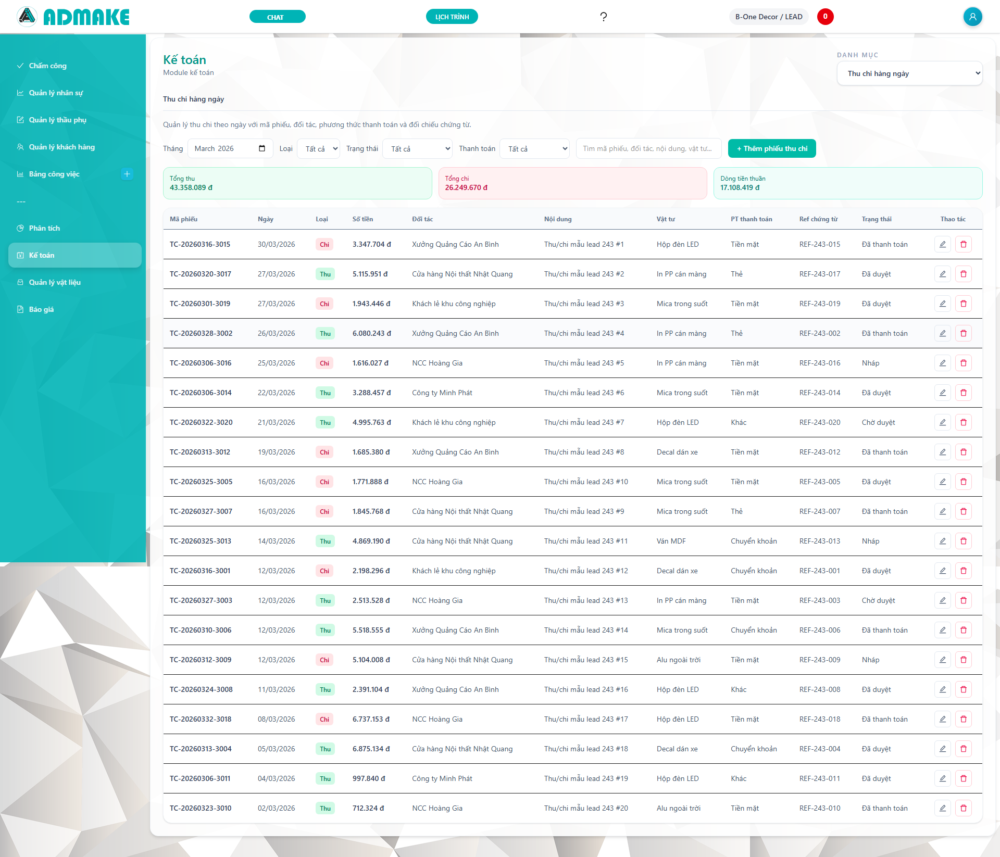 ADMAKE
CHAT
LỊCH TRÌNH
?
B-One Decor / LEAD
0
Chấm công
Quản lý nhân sự
Quản lý thầu phụ
Quản lý khách hàng
Bảng công việc
---
Phân tích
Kế toán
Quản lý vật liệu
Báo giá
Kế toán
Module kế toán
DANH MỤC
Thu chi hàng ngày
Thu chi hàng ngày
Quản lý thu chi theo ngày với mã phiếu, đối tác, phương thức thanh toán và đối chiếu chứng từ.
Tháng March 2026 Loại Tất cả Trạng thái Tất cả Thanh toán Tất cả Tìm mã phiếu, đối tác, nội dung, vật tư... + Thêm phiếu thu chi
Tổng thu
43.358.089 đ
Tổng chi
26.249.670 đ
Dòng tiền thuần
17.108.419 đ
Mã phiếu Ngày Loại Số tiền Đối tác Nội dung Vật tư PT thanh toán Ref chứng từ Trạng thái Thao tác
TC-20260316-3015 30/03/2026 Chi 3.347.704 đ Xưởng Quảng Cáo An Bình Thu/chi mẫu lead 243 #1 Hộp đèn LED Tiền mặt REF-243-015 Đã thanh toán
TC-20260320-3017 27/03/2026 Thu 5.115.951 đ Cửa hàng Nội thất Nhật Quang Thu/chi mẫu lead 243 #2 In PP cán màng Thẻ REF-243-017 Đã duyệt
TC-20260301-3019 27/03/2026 Chi 1.943.446 đ Khách lẻ khu công nghiệp Thu/chi mẫu lead 243 #3 Mica trong suốt Tiền mặt REF-243-019 Đã duyệt
TC-20260328-3002 26/03/2026 Thu 6.080.243 đ Xưởng Quảng Cáo An Bình Thu/chi mẫu lead 243 #4 In PP cán màng Thẻ REF-243-002 Đã thanh toán
TC-20260306-3016 25/03/2026 Chi 1.616.027 đ NCC Hoàng Gia Thu/chi mẫu lead 243 #5 In PP cán màng Tiền mặt REF-243-016 Nháp
TC-20260306-3014 22/03/2026 Thu 3.288.457 đ Công ty Minh Phát Thu/chi mẫu lead 243 #6 Mica trong suốt Tiền mặt REF-243-014 Đã duyệt
TC-20260322-3020 21/03/2026 Thu 4.995.763 đ Khách lẻ khu công nghiệp Thu/chi mẫu lead 243 #7 Hộp đèn LED Khác REF-243-020 Chờ duyệt
TC-20260313-3012 19/03/2026 Chi 1.685.380 đ Xưởng Quảng Cáo An Bình Thu/chi mẫu lead 243 #8 Decal dán xe Tiền mặt REF-243-012 Đã thanh toán
TC-20260325-3005 16/03/2026 Chi 1.771.888 đ NCC Hoàng Gia Thu/chi mẫu lead 243 #10 Mica trong suốt Tiền mặt REF-243-005 Đã duyệt
TC-20260327-3007 16/03/2026 Chi 1.845.768 đ Cửa hàng Nội thất Nhật Quang Thu/chi mẫu lead 243 #9 Mica trong suốt Thẻ REF-243-007 Đã thanh toán
TC-20260325-3013 14/03/2026 Thu 4.869.190 đ Cửa hàng Nội thất Nhật Quang Thu/chi mẫu lead 243 #11 Ván MDF Chuyển khoản REF-243-013 Nháp
TC-20260316-3001 12/03/2026 Chi 2.198.296 đ Khách lẻ khu công nghiệp Thu/chi mẫu lead 243 #12 Decal dán xe Chuyển khoản REF-243-001 Đã duyệt
TC-20260327-3003 12/03/2026 Thu 2.513.528 đ NCC Hoàng Gia Thu/chi mẫu lead 243 #13 In PP cán màng Tiền mặt REF-243-003 Chờ duyệt
TC-20260310-3006 12/03/2026 Thu 5.518.555 đ Xưởng Quảng Cáo An Bình Thu/chi mẫu lead 243 #14 Mica trong suốt Chuyển khoản REF-243-006 Đã thanh toán
TC-20260312-3009 12/03/2026 Chi 5.104.008 đ Cửa hàng Nội thất Nhật Quang Thu/chi mẫu lead 243 #15 Alu ngoài trời Tiền mặt REF-243-009 Nháp
TC-20260324-3008 11/03/2026 Thu 2.391.104 đ Xưởng Quảng Cáo An Bình Thu/chi mẫu lead 243 #16 Hộp đèn LED Khác REF-243-008 Đã duyệt
TC-20260332-3018 08/03/2026 Chi 6.737.153 đ NCC Hoàng Gia Thu/chi mẫu lead 243 #17 Hộp đèn LED Tiền mặt REF-243-018 Đã thanh toán
TC-20260313-3004 05/03/2026 Thu 6.875.134 đ Cửa hàng Nội thất Nhật Quang Thu/chi mẫu lead 243 #18 Decal dán xe Chuyển khoản REF-243-004 Đã duyệt
TC-20260306-3011 04/03/2026 Thu 997.840 đ Công ty Minh Phát Thu/chi mẫu lead 243 #19 Hộp đèn LED Khác REF-243-011 Đã duyệt
TC-20260323-3010 02/03/2026 Thu 712.324 đ NCC Hoàng Gia Thu/chi mẫu lead 243 #20 Alu ngoài trời Tiền mặt REF-243-010 Đã thanh toán